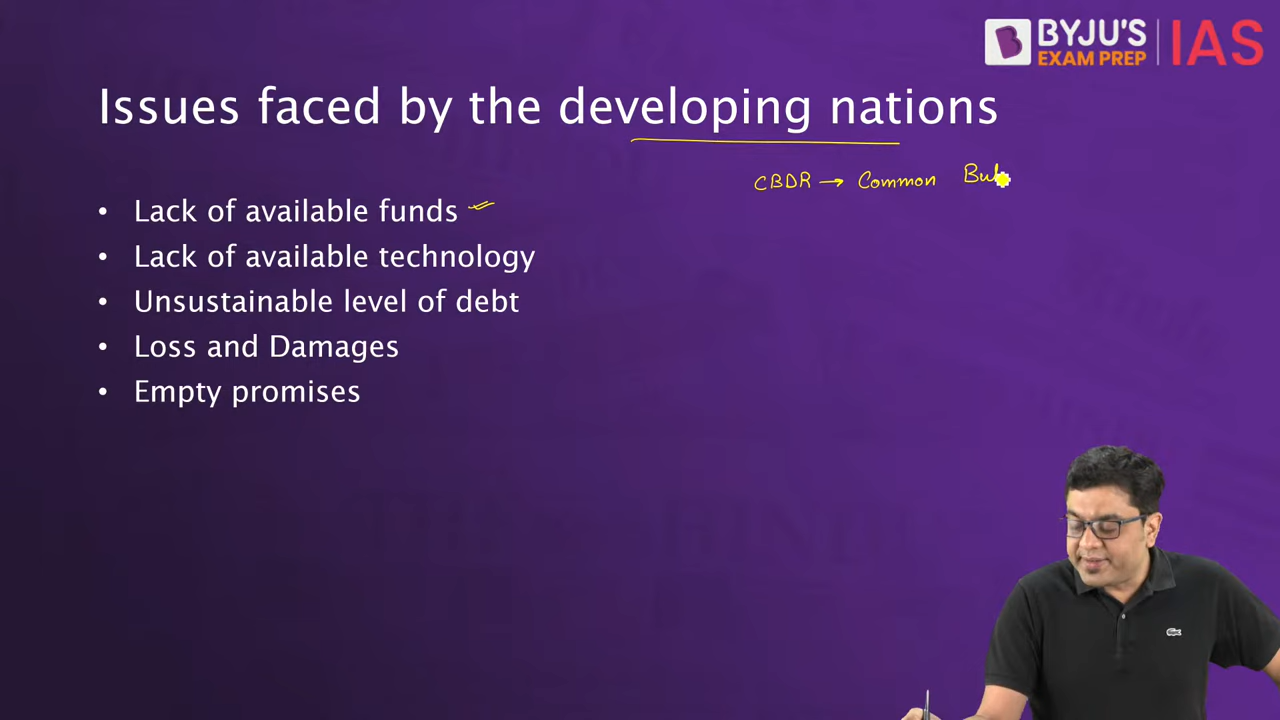 BYJU'S
EXAM PREP
IAS
Issues faced by the developing nations
CBDR → Common But
• Lack of available funds
• Lack of available technology
• Unsustainable level of debt
• Loss and Damages
• Empty promises